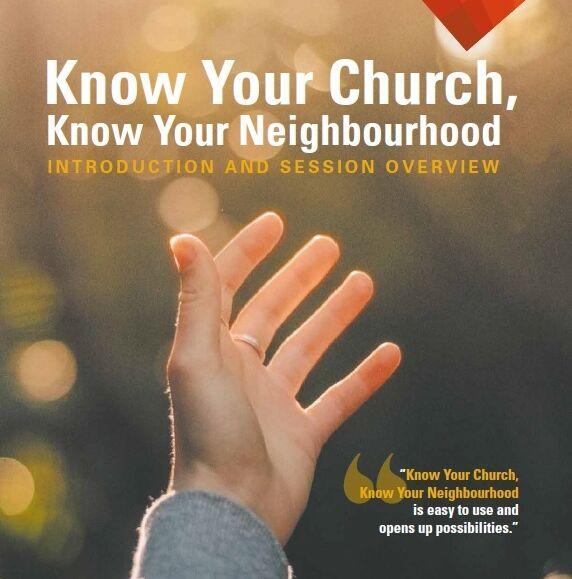 Know Your Church,
Know Your Neighbourhood
INTRODUCTION AND SESSION OVERVIEW
“Know Your Church,
Know Your Neighbourhood
is easy to use and
opens up possibilities.”